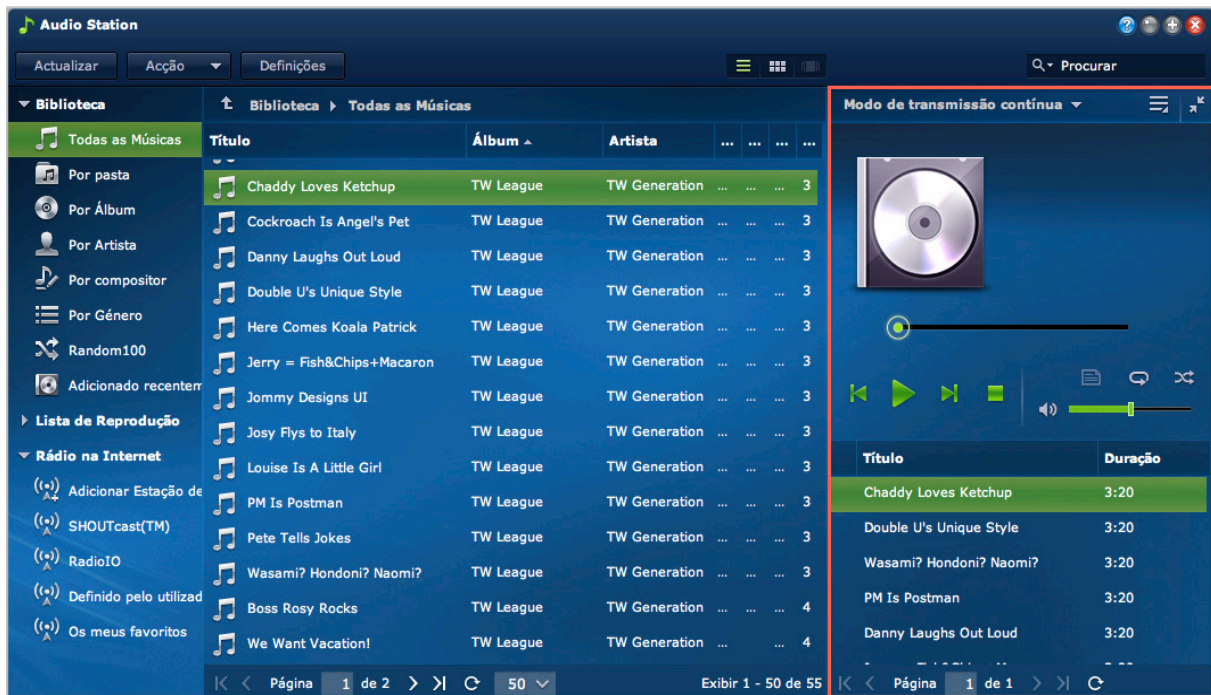 Audio Station
Actualizar Acção Definições Procurar
Biblioteca
Todas as Músicas
Por pasta
Por Álbum
Por Artista
Por compositor
Por Género
Random100
Adicionado recentem
Lista de Reprodução
Rádio na Internet
Adicionar Estação de
SHOUTcast(TM)
RadioIO
Definido pelo utilizad
Os meus favoritos
Biblioteca Todas as Músicas
Título Álbum Artista ... ... ... ...
Chaddy Loves Ketchup TW League TW Generation ... ... ... 3
Cockroach Is Angel's Pet TW League TW Generation ... ... ... 3
Danny Laughs Out Loud TW League TW Generation ... ... ... 3
Double U's Unique Style TW League TW Generation ... ... ... 3
Here Comes Koala Patrick TW League TW Generation ... ... ... 3
Jerry = Fish&Chips+Macaron TW League TW Generation ... ... ... 3
Jommy Designs UI TW League TW Generation ... ... ... 3
Josy Flys to Italy TW League TW Generation ... ... ... 3
Louise Is A Little Girl TW League TW Generation ... ... ... 3
PM Is Postman TW League TW Generation ... ... ... 3
Pete Tells Jokes TW League TW Generation ... ... ... 3
Wasami? Hondoni? Naomi? TW League TW Generation ... ... ... 3
Boss Rosy Rocks TW League TW Generation ... ... ... 4
We Want Vacation! TW League TW Generation ... ... 4
Página 1 de 2 50 Exibir 1 - 50 de 55
Modo de transmissão contínua
Título Duração
Chaddy Loves Ketchup 3:20
Double U's Unique Style 3:20
Wasami? Hondoni? Naomi? 3:20
PM Is Postman 3:20
Danny Laughs Out Loud 3:20
Página 1 de 1